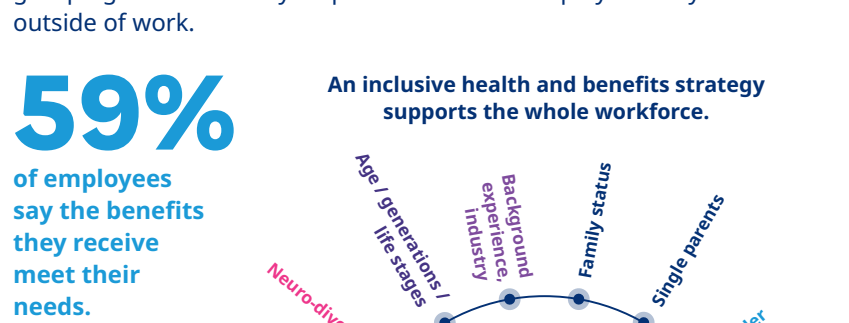 outside of work.
59%
of employees
say the benefits
they receive
meet their
needs.
An inclusive health and benefits strategy
supports the whole workforce.
Age / generations /
life stages
Background
experience,
industry
Family status
Single parents